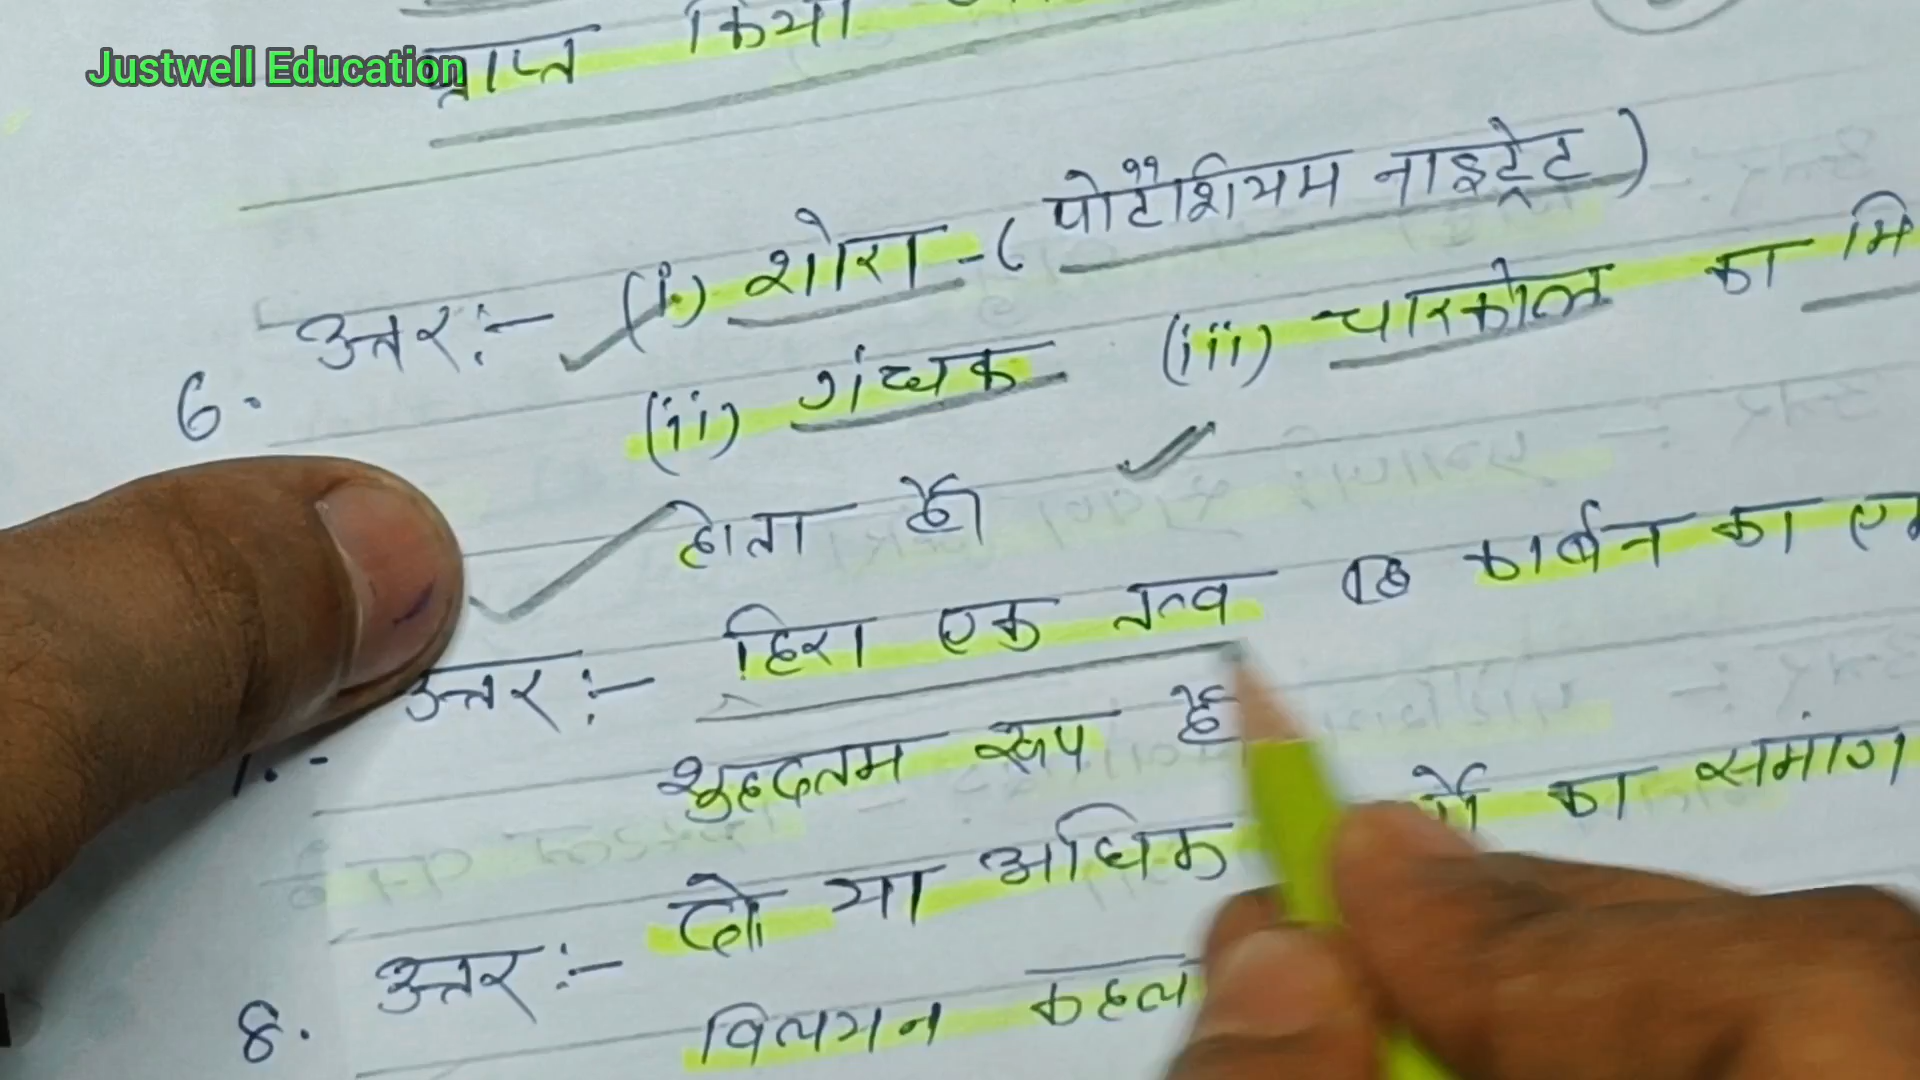 Justwell Education
प्राप्त किया
6. उत्तर:- (i) शोरा - (पोटैशियम नाइट्रेट)
(ii) गंधक (iii) चारकोल का मि
होता है।
7. उत्तर:- हिरा एक तत्व है कार्बन का ए
शुद्धतम रूप है
8. उत्तर:- दो या अधिक का समांग
विलयन कहला